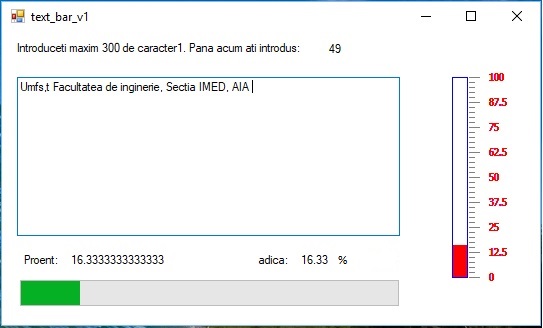 text_bar_v1
Introduceti maxim 300 de caracter1. Pana acum ati introdus: 49
Umfs,t Facultatea de inginerie, Sectia IMED, AIA
100
87.5
75
62.5
50
37.5
25
12.5
0
Proent: 16.3333333333333 adica: 16.33 %